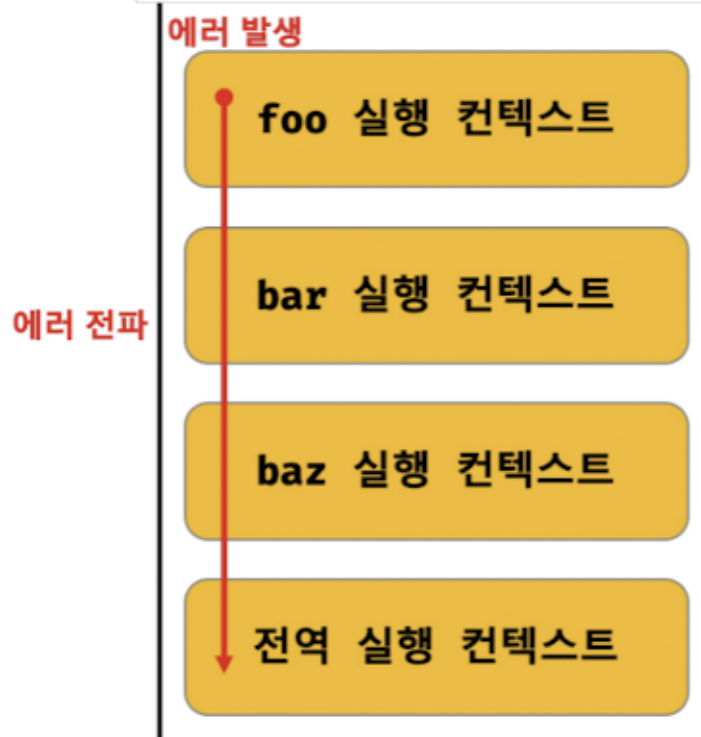 에러 발생
foo 실행 컨텍스트
bar 실행 컨텍스트
에러 전파
baz 실행 컨텍스트
전역 실행 컨텍스트